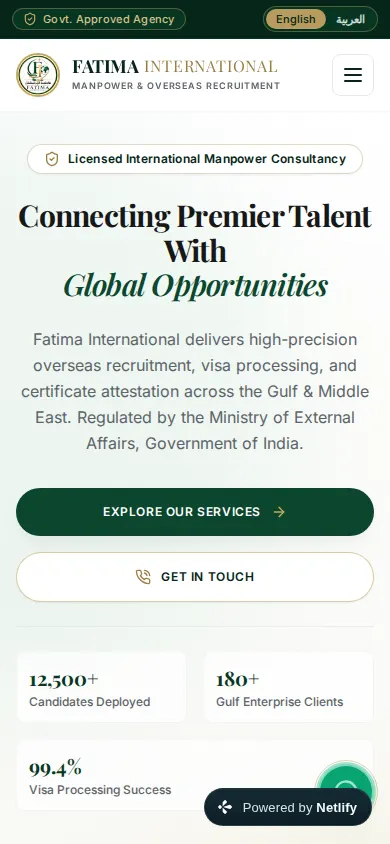 Govt. Approved Agency
English
العربية
FATIMA INTERNATIONAL
MANPOWER & OVERSEAS RECRUITMENT
FATIMA
Licensed International Manpower Consultancy
Connecting Premier Talent
With
Global Opportunities
Fatima International delivers high-precision
overseas recruitment, visa processing, and
certificate attestation across the Gulf & Middle
East. Regulated by the Ministry of External
Affairs, Government of India.
EXPLORE OUR SERVICES
GET IN TOUCH
12,500+
Candidates Deployed
180+
Gulf Enterprise Clients
99.4%
Visa Processing Success
Powered by Netlify